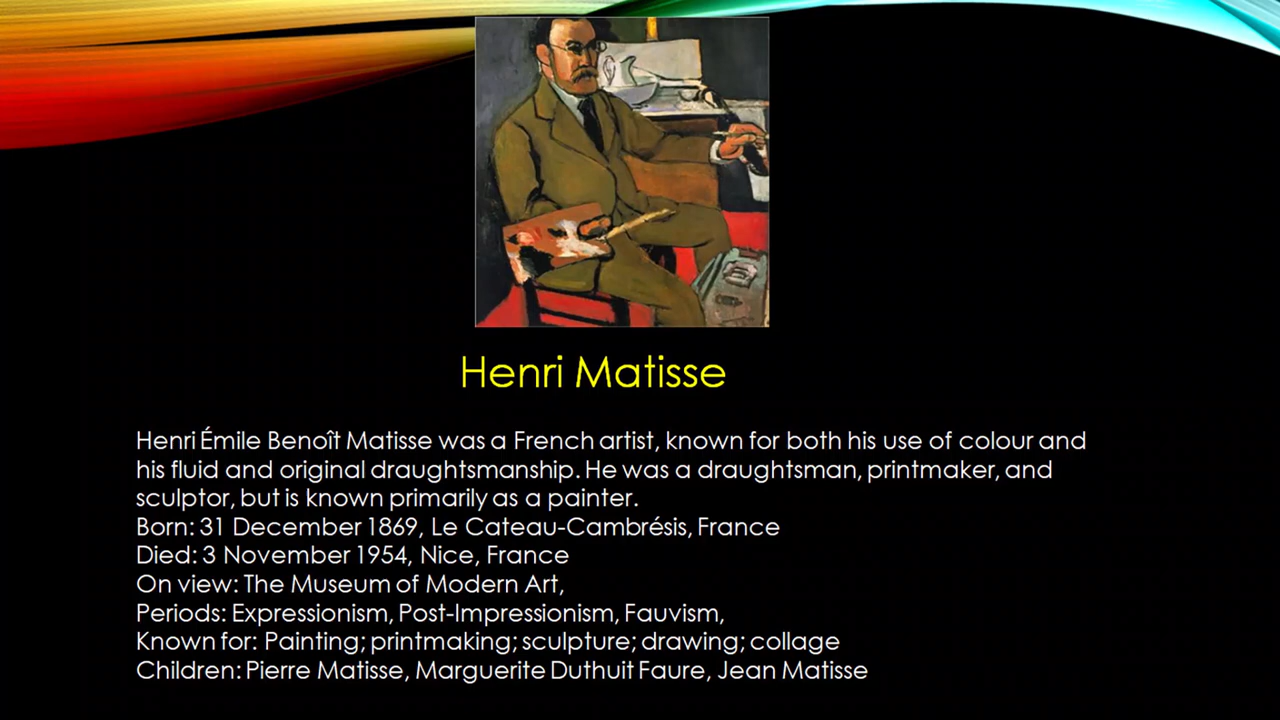 Henri Matisse
Henri Émile Benoît Matisse was a French artist, known for both his use of colour and
his fluid and original draughtsmanship. He was a draughtsman, printmaker, and
sculptor, but is known primarily as a painter.
Born: 31 December 1869, Le Cateau-Cambrésis, France
Died: 3 November 1954, Nice, France
On view: The Museum of Modern Art,
Periods: Expressionism, Post-Impressionism, Fauvism,
Known for: Painting; printmaking; sculpture; drawing; collage
Children: Pierre Matisse, Marguerite Duthuit Faure, Jean Matisse